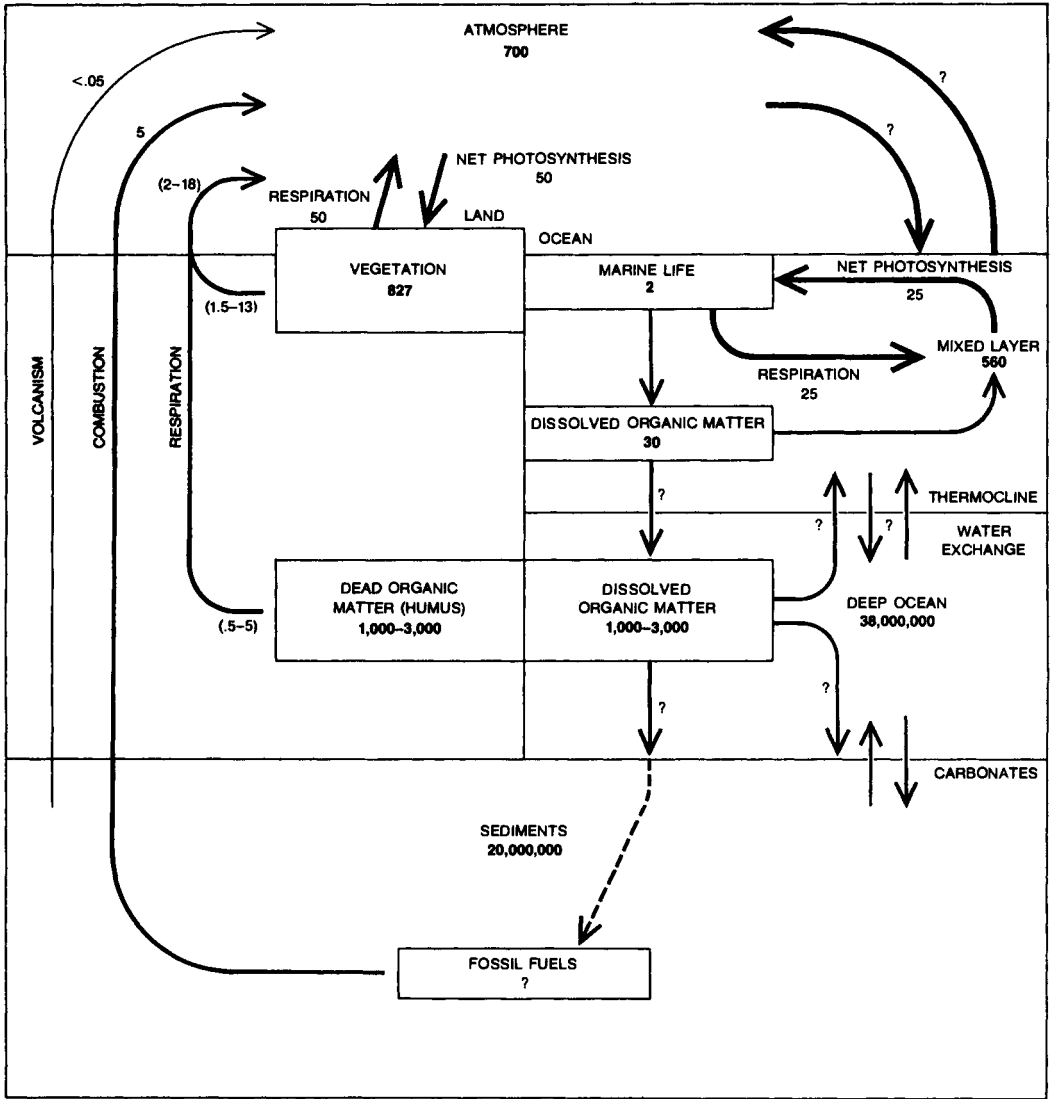 ATMOSPHERE
700
<.05
?
5
?
(2–18)
NET PHOTOSYNTHESIS
50
RESPIRATION
50
LAND
OCEAN
VEGETATION
827
MARINE LIFE
2
NET PHOTOSYNTHESIS
25
(1.5–13)
MIXED LAYER
560
RESPIRATION
25
VOLCANISM
COMBUSTION
RESPIRATION
DISSOLVED ORGANIC MATTER
30
?
THERMOCLINE
?
?
WATER
EXCHANGE
DEAD ORGANIC
MATTER (HUMUS)
1,000–3,000
DISSOLVED
ORGANIC MATTER
1,000–3,000
DEEP OCEAN
38,000,000
(.5–5)
?
?
CARBONATES
SEDIMENTS
20,000,000
FOSSIL FUELS
?